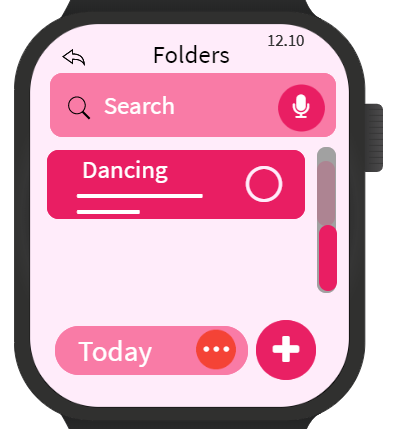 12.10
Folders
Search
Dancing
Today